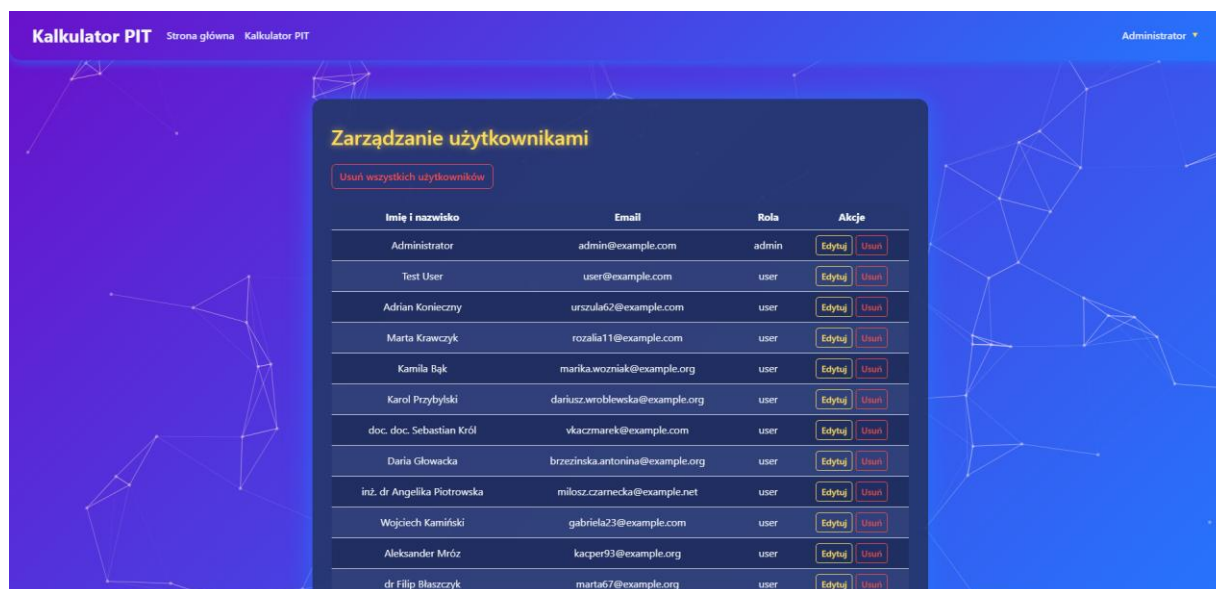 Kalkulator PIT Strona główna Kalkulator PIT Administrator
Zarządzanie użytkownikami
Usuń wszystkich użytkowników
Imię i nazwisko Email Rola Akcje
Administrator admin@example.com admin Edytuj Usuń
Test User user@example.com user Edytuj Usuń
Adrian Konieczny urszula62@example.com user Edytuj Usuń
Marta Krawczyk rozalia11@example.com user Edytuj Usuń
Kamila Bąk marika.wozniak@example.org user Edytuj Usuń
Karol Przybylski dariusz.wroblewska@example.org user Edytuj Usuń
doc. doc. Sebastian Król vkaczmarek@example.com user Edytuj Usuń
Daria Głowacka brzezinska.antonina@example.org user Edytuj Usuń
inż. dr Angelika Piotrowska milosz.czarnecka@example.net user Edytuj Usuń
Wojciech Kamiński gabriela23@example.com user Edytuj Usuń
Aleksander Mróz kacper93@example.org user Edytuj Usuń
dr Filip Błaszczyk marta67@example.org user Edytuj Usuń